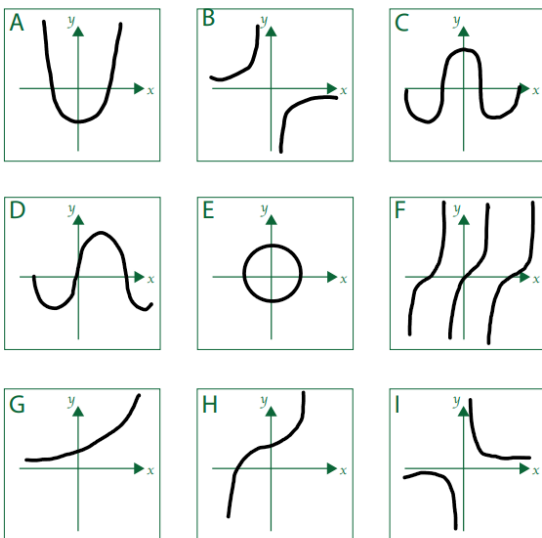 A y x
B y x
C y x
D y x
E y x
F y x
G y x
H y x
I y x